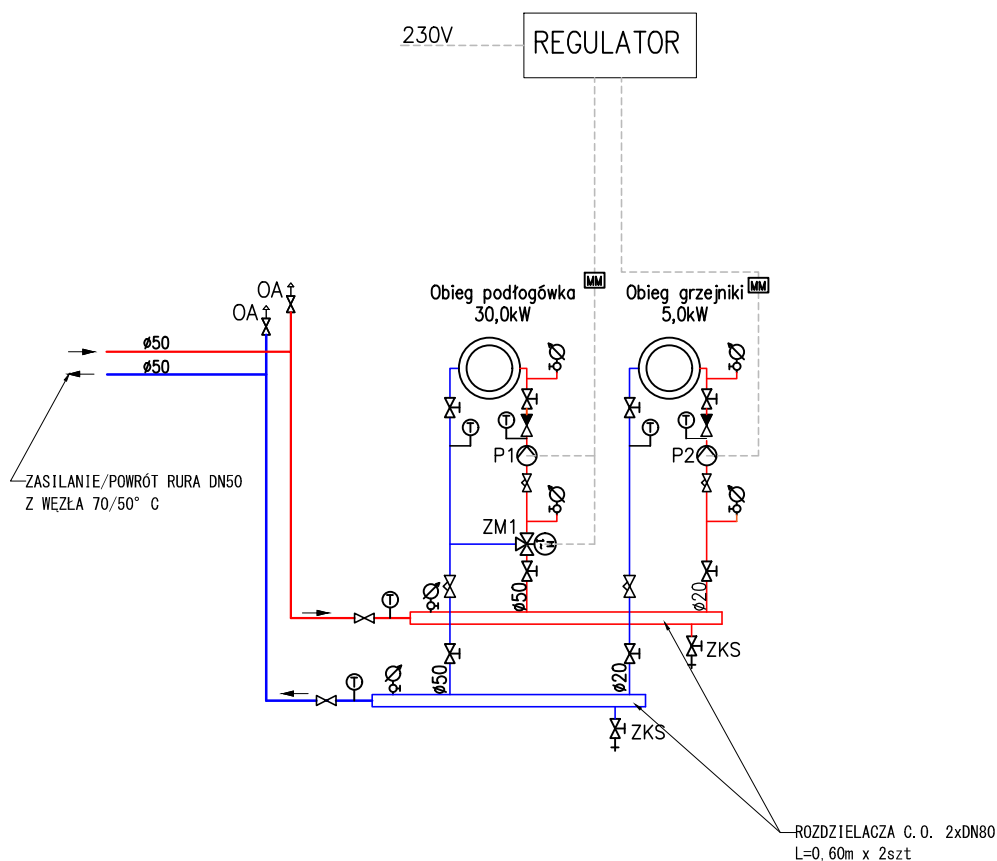 230V
REGULATOR
MM
MM
Obieg podłogówka
30,0kW
Obieg grzejniki
5,0kW
OA
OA
ø50
ø50
T
T
T
T
P1
P2
ZASILANIE/POWRÓT RURA DN50
Z WĘZŁA 70/50° C
ZM1
M
ø50
ø20
T
ZKS
ø50
ø20
T
ZKS
ROZDZIELACZA C.O. 2xDN80
L=0,60m x 2szt